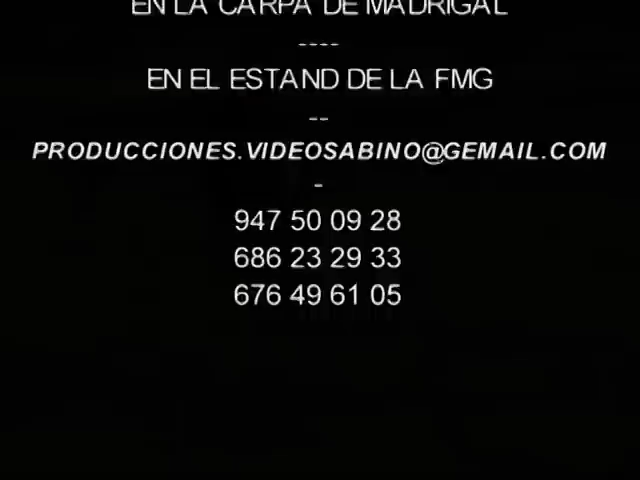 EN LA CARPA DE MADRIGAL
----
EN EL ESTAND DE LA FMG
--
PRODUCCIONES.VIDEOSABINO@GEMAIL.COM
-
947 50 09 28
686 23 29 33
676 49 61 05